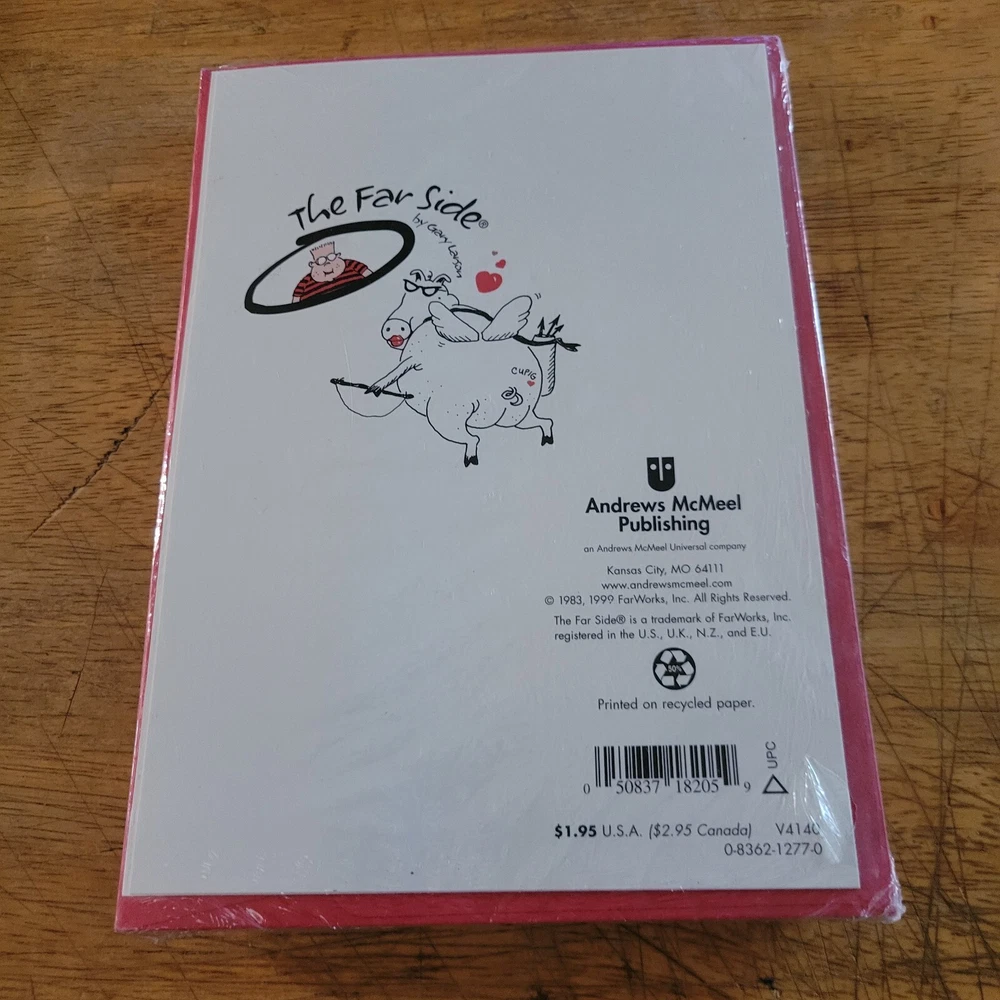 The Far Side®
by Gary Larson
CUPIG
Andrews McMeel
Publishing
an Andrews McMeel Universal company
Kansas City, MO 64111
www.andrewsmcmeel.com
© 1983, 1999 FarWorks, Inc. All Rights Reserved.
The Far Side® is a trademark of FarWorks, Inc.
registered in the U.S., U.K., N.Z., and E.U.
30%
Printed on recycled paper.
UPC
0 50837 18205 9
$1.95 U.S.A. ($2.95 Canada) V4140
0-8362-1277-0